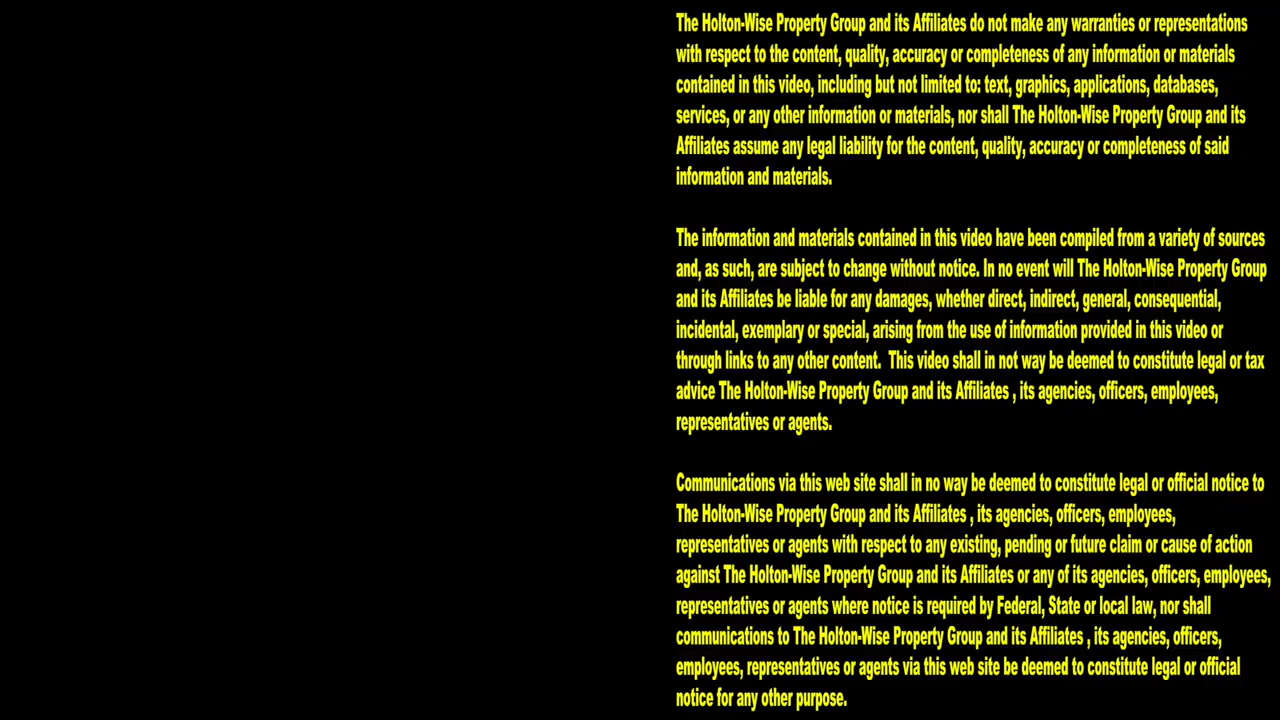 The Holton-Wise Property Group and its Affiliates do not make any warranties or representations
with respect to the content, quality, accuracy or completeness of any information or materials
contained in this video, including but not limited to: text, graphics, applications, databases,
services, or any other information or materials, nor shall The Holton-Wise Property Group and its
Affiliates assume any legal liability for the content, quality, accuracy or completeness of said
information and materials.
The information and materials contained in this video have been compiled from a variety of sources
and, as such, are subject to change without notice. In no event will The Holton-Wise Property Group
and its Affiliates be liable for any damages, whether direct, indirect, general, consequential,
incidental, exemplary or special, arising from the use of information provided in this video or
through links to any other content.  This video shall in not way be deemed to constitute legal or tax
advice The Holton-Wise Property Group and its Affiliates , its agencies, officers, employees,
representatives or agents.
Communications via this web site shall in no way be deemed to constitute legal or official notice to
The Holton-Wise Property Group and its Affiliates , its agencies, officers, employees,
representatives or agents with respect to any existing, pending or future claim or cause of action
against The Holton-Wise Property Group and its Affiliates or any of its agencies, officers, employees,
representatives or agents where notice is required by Federal, State or local law, nor shall
communications to The Holton-Wise Property Group and its Affiliates , its agencies, officers,
employees, representatives or agents via this web site be deemed to constitute legal or official
notice for any other purpose.